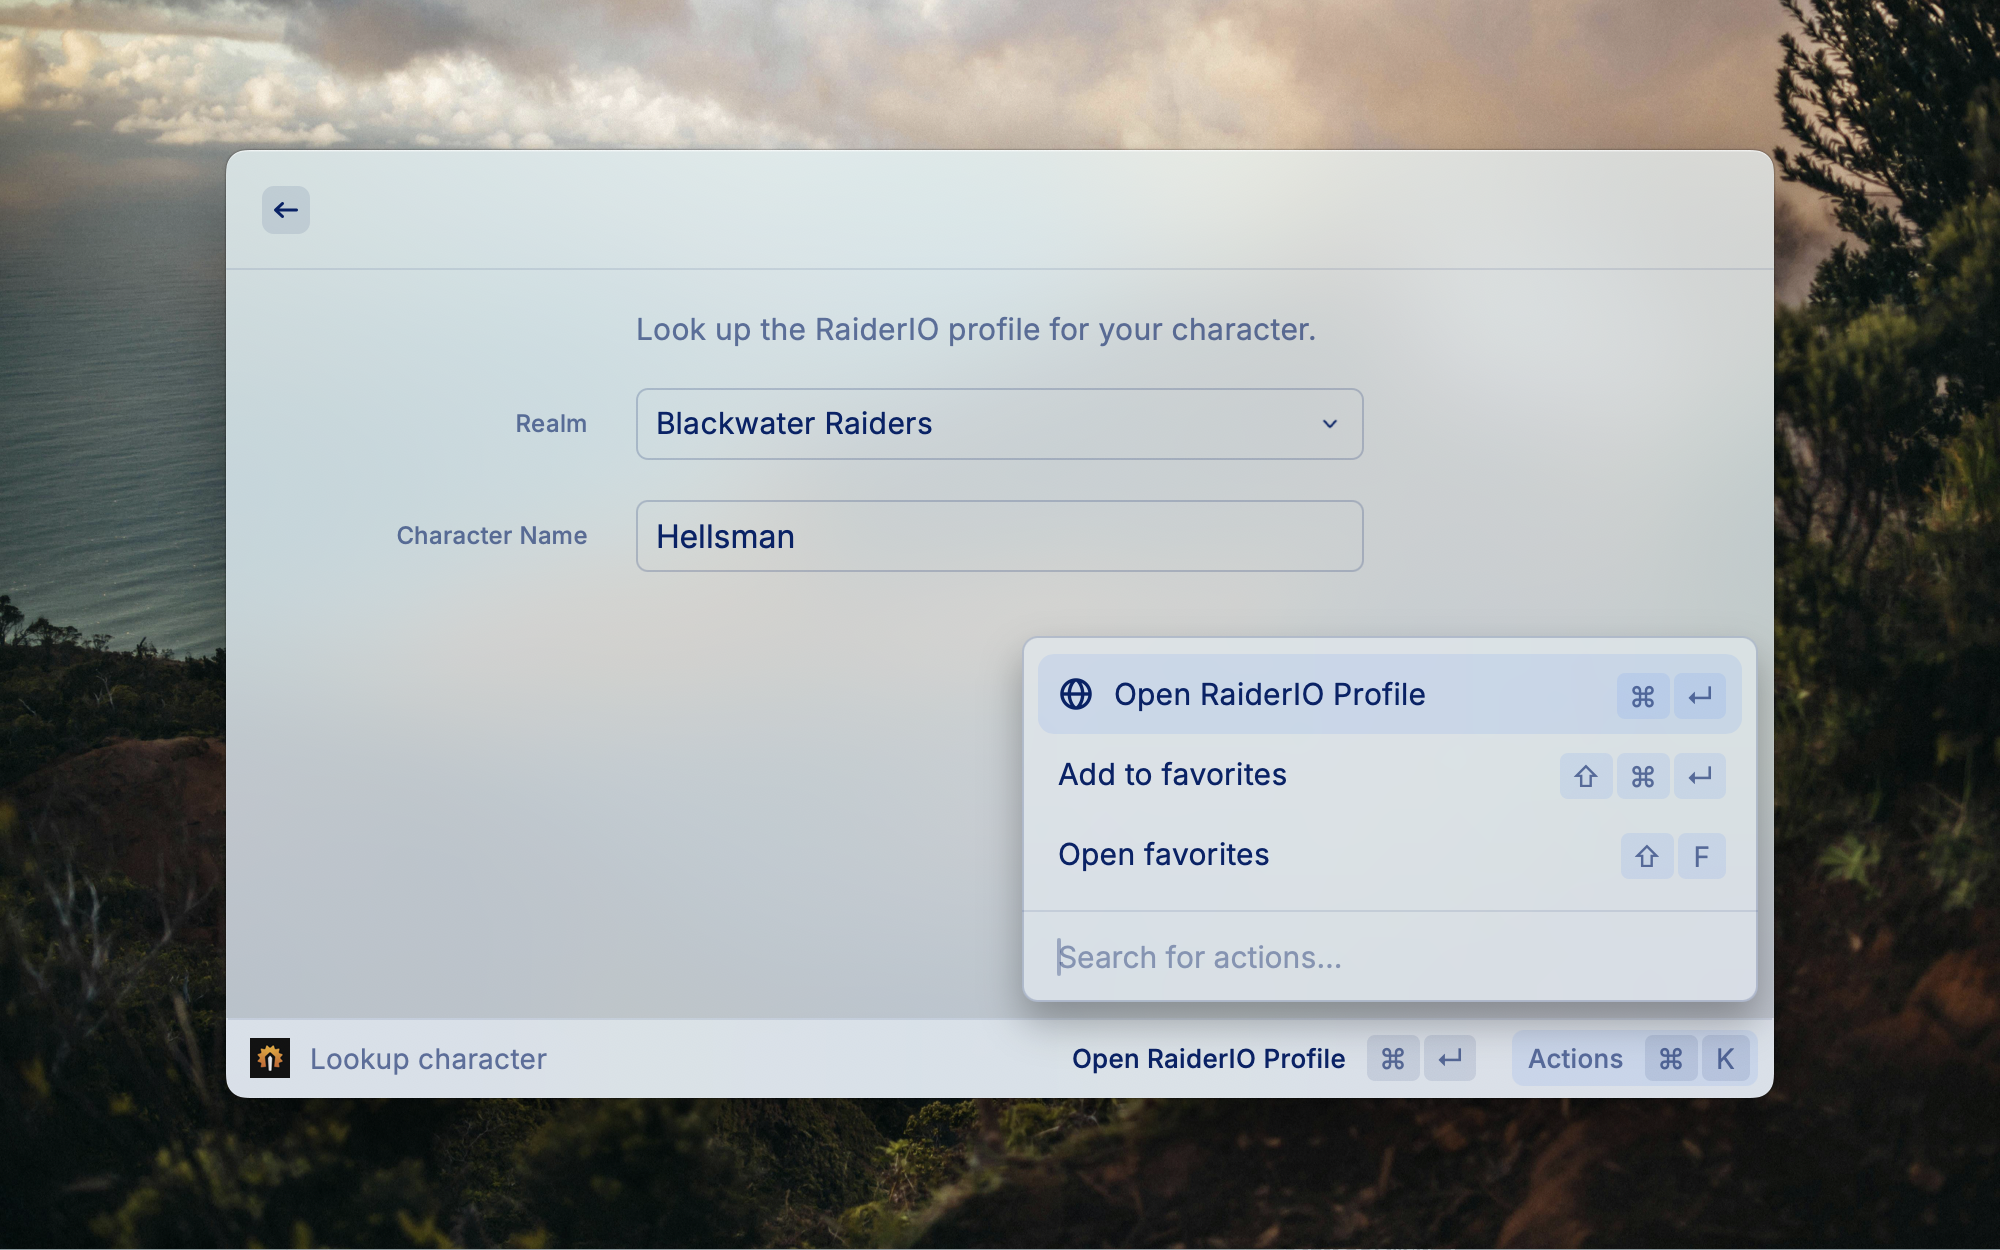 Look up the RaiderIO profile for your character.
Realm
Blackwater Raiders
Character Name
Hellsman
Open RaiderIO Profile ⌘ ↵
Add to favorites ⇧ ⌘ ↵
Open favorites ⇧ F
Search for actions...
Lookup character
Open RaiderIO Profile ⌘ ↵
Actions ⌘ K